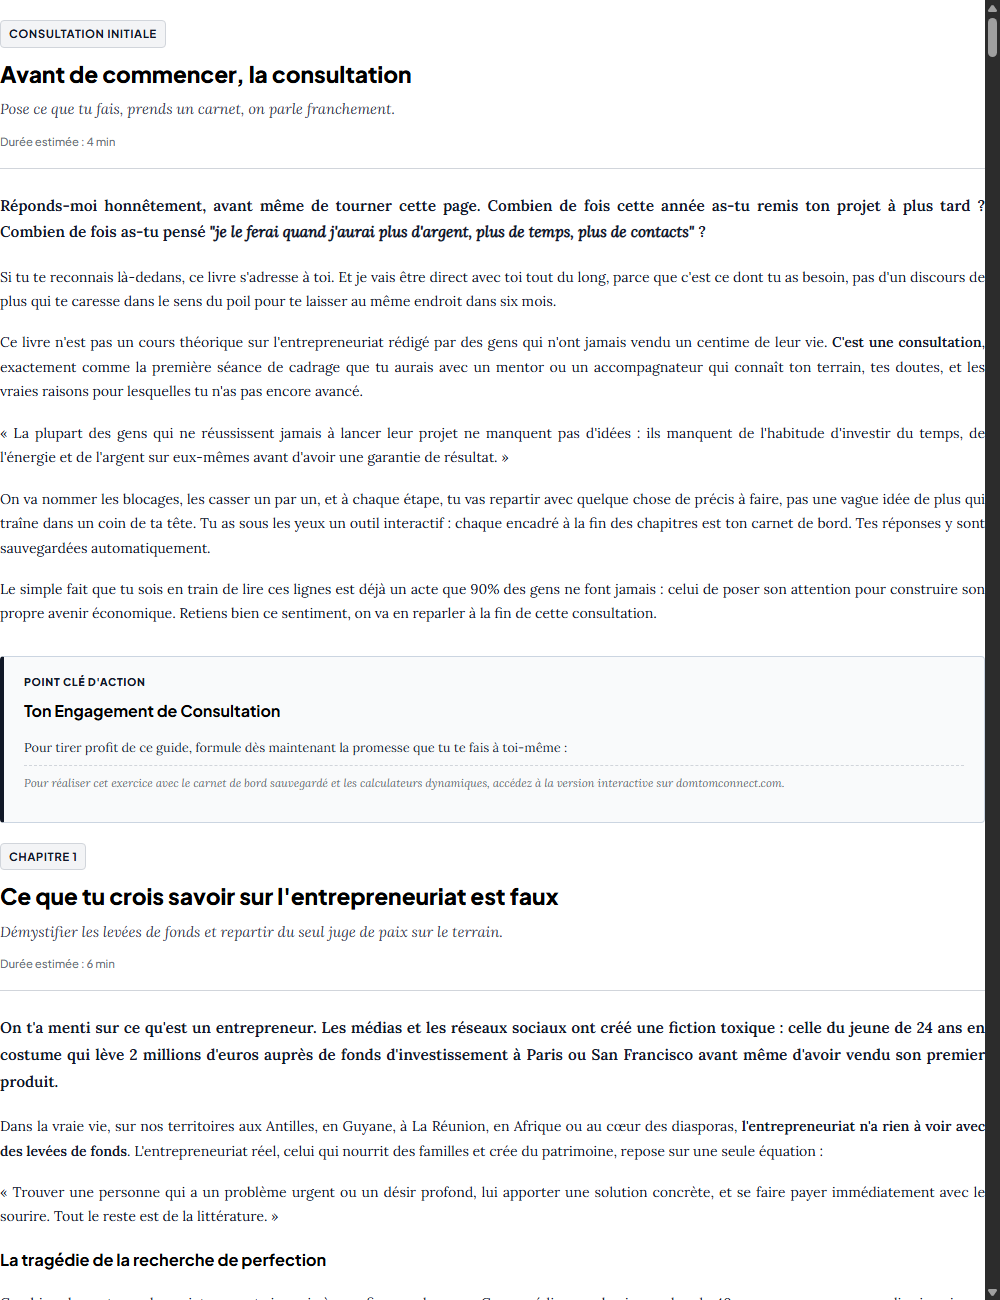 CONSULTATION INITIALE
Avant de commencer, la consultation
Pose ce que tu fais, prends un carnet, on parle franchement.
Durée estimée : 4 min
Réponds-moi honnêtement, avant même de tourner cette page. Combien de fois cette année as-tu remis ton projet à plus tard ?
Combien de fois as-tu pensé "je le ferai quand j'aurai plus d'argent, plus de temps, plus de contacts" ?
Si tu te reconnais là-dedans, ce livre s'adresse à toi. Et je vais être direct avec toi tout du long, parce que c'est ce dont tu as besoin, pas d'un discours de
plus qui te caresse dans le sens du poil pour te laisser au même endroit dans six mois.
Ce livre n'est pas un cours théorique sur l'entrepreneuriat rédigé par des gens qui n'ont jamais vendu un centime de leur vie. C'est une consultation,
exactement comme la première séance de cadrage que tu aurais avec un mentor ou un accompagnateur qui connaît ton terrain, tes doutes, et les
vraies raisons pour lesquelles tu n'as pas encore avancé.
« La plupart des gens qui ne réussissent jamais à lancer leur projet ne manquent pas d'idées : ils manquent de l'habitude d'investir du temps, de
l'énergie et de l'argent sur eux-mêmes avant d'avoir une garantie de résultat. »
On va nommer les blocages, les casser un par un, et à chaque étape, tu vas repartir avec quelque chose de précis à faire, pas une vague idée de plus qui
traîne dans un coin de ta tête. Tu as sous les yeux un outil interactif : chaque encadré à la fin des chapitres est ton carnet de bord. Tes réponses y sont
sauvegardées automatiquement.
Le simple fait que tu sois en train de lire ces lignes est déjà un acte que 90% des gens ne font jamais : celui de poser son attention pour construire son
propre avenir économique. Retiens bien ce sentiment, on va en reparler à la fin de cette consultation.
POINT CLÉ D'ACTION
Ton Engagement de Consultation
Pour tirer profit de ce guide, formule dès maintenant la promesse que tu te fais à toi-même :
Pour réaliser cet exercice avec le carnet de bord sauvegardé et les calculateurs dynamiques, accédez à la version interactive sur domtomconnect.com.
CHAPITRE 1
Ce que tu crois savoir sur l'entrepreneuriat est faux
Démystifier les levées de fonds et repartir du seul juge de paix sur le terrain.
Durée estimée : 6 min
On t'a menti sur ce qu'est un entrepreneur. Les médias et les réseaux sociaux ont créé une fiction toxique : celle du jeune de 24 ans en
costume qui lève 2 millions d'euros auprès de fonds d'investissement à Paris ou San Francisco avant même d'avoir vendu son premier
produit.
Dans la vraie vie, sur nos territoires aux Antilles, en Guyane, à La Réunion, en Afrique ou au cœur des diasporas, l'entrepreneuriat n'a rien à voir avec
des levées de fonds. L'entrepreneuriat réel, celui qui nourrit des familles et crée du patrimoine, repose sur une seule équation :
« Trouver une personne qui a un problème urgent ou un désir profond, lui apporter une solution concrète, et se faire payer immédiatement avec le
sourire. Tout le reste est de la littérature. »
La tragédie de la recherche de perfection